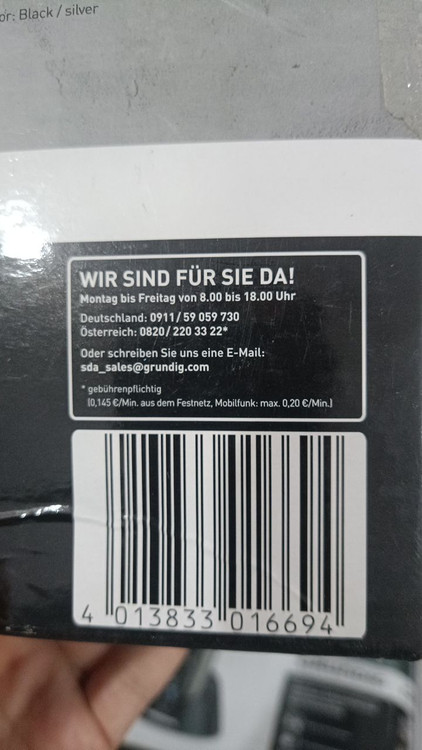 or: Black / silver
WIR SIND FÜR SIE DA!
Montag bis Freitag von 8.00 bis 18.00 Uhr
Deutschland: 0911/ 59 059 730
Österreich: 0820/ 220 33 22*
Oder schreiben Sie uns eine E-Mail:
sda_sales@grundig.com
* gebührenpflichtig
(0,145 €/Min. aus dem Festnetz, Mobilfunk: max. 0,20 €/Min.)
4 013833 016694